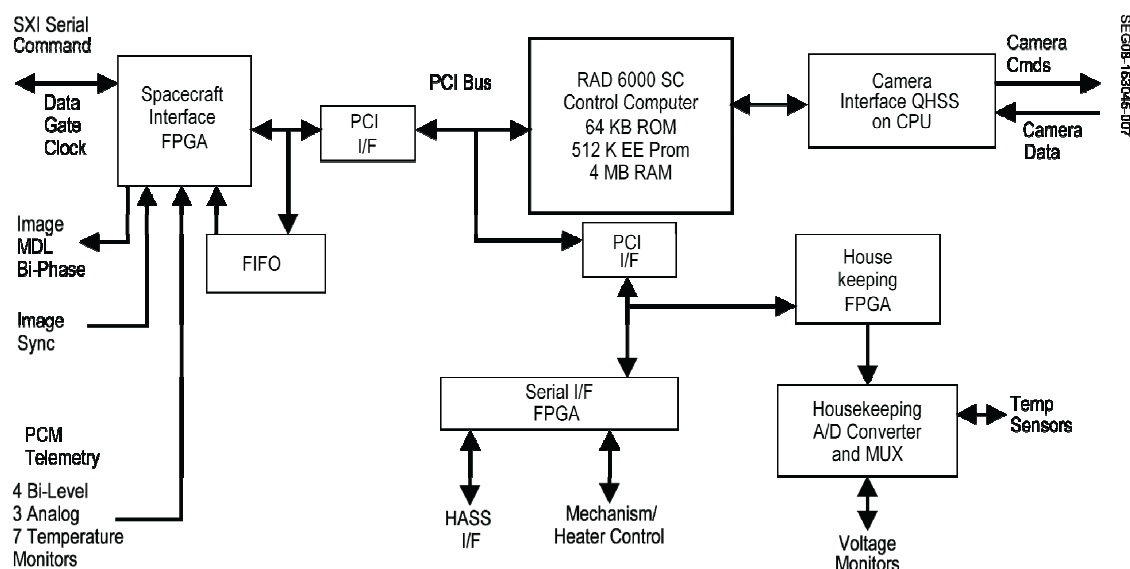 SXI Serial
Command
Data
Gate
Clock
Spacecraft
Interface
FPGA
PCI
I/F
PCI Bus
RAD 6000 SC
Control Computer
64 KB ROM
512 K EE Prom
4 MB RAM
Camera
Interface QHSS
on CPU
Camera
Cmds
Camera
Data
SEG08-163045-007
Image
MDL
Bi-Phase
FIFO
PCI
I/F
House
keeping
FPGA
Image
Sync
Serial I/F
FPGA
Housekeeping
A/D Converter
and MUX
Temp
Sensors
PCM
Telemetry
4 Bi-Level
3 Analog
7 Temperature
Monitors
HASS
I/F
Mechanism/
Heater Control
Voltage
Monitors